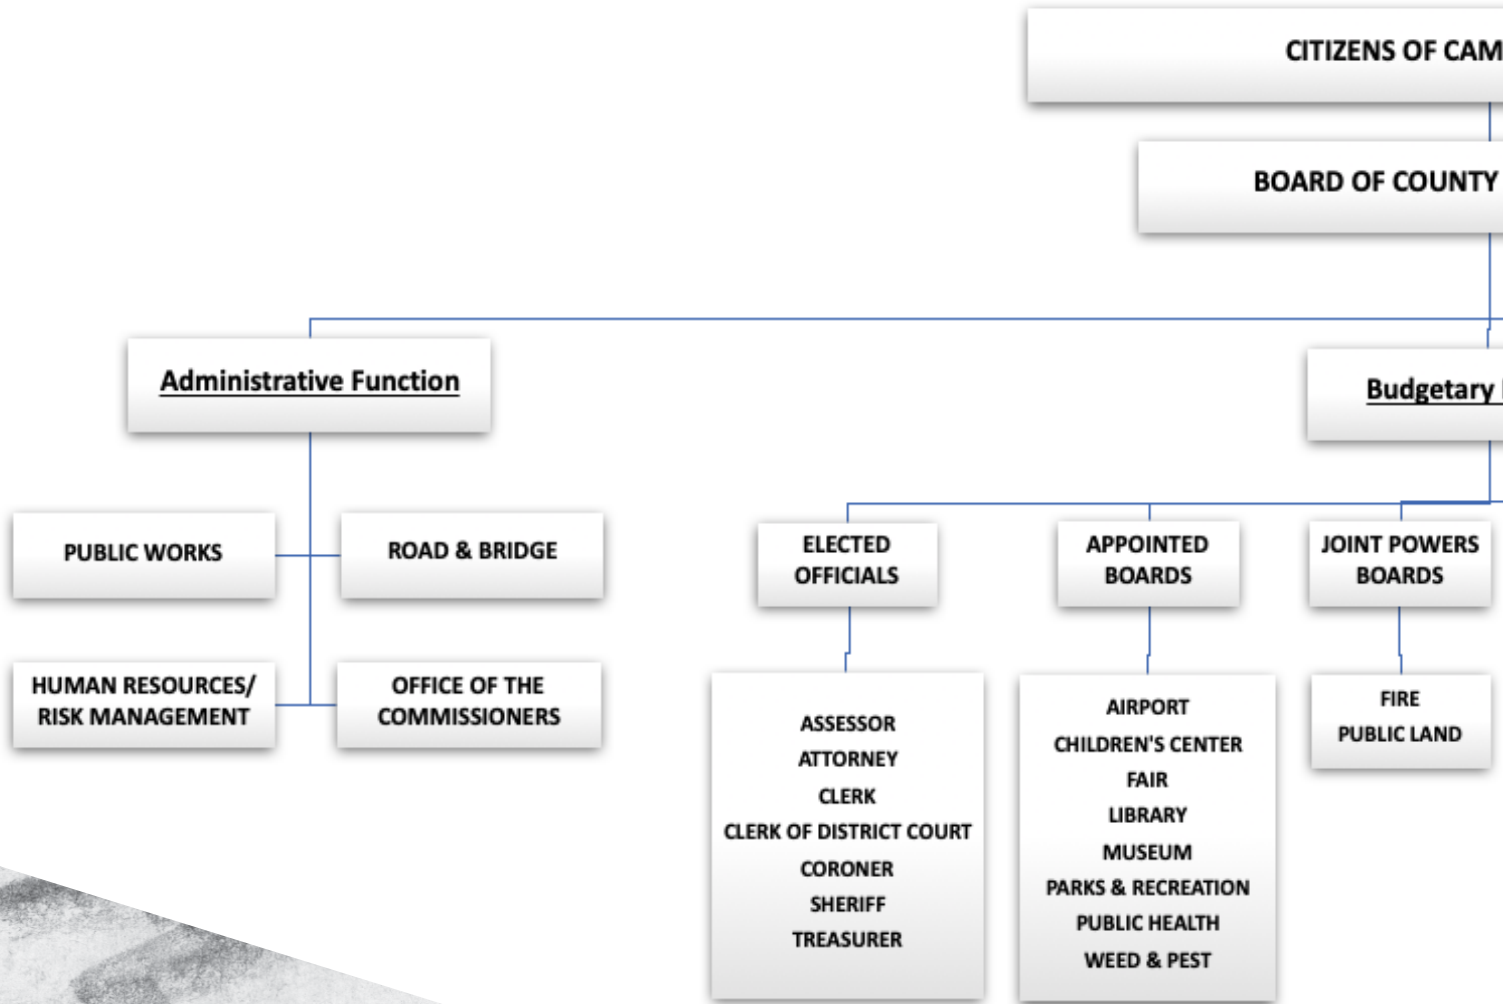 CITIZENS OF CAM
BOARD OF COUNTY
Administrative Function
Budgetary
PUBLIC WORKS
ROAD & BRIDGE
HUMAN RESOURCES/
RISK MANAGEMENT
OFFICE OF THE
COMMISSIONERS
ELECTED
OFFICIALS
ASSESSOR
ATTORNEY
CLERK
CLERK OF DISTRICT COURT
CORONER
SHERIFF
TREASURER
APPOINTED
BOARDS
AIRPORT
CHILDREN'S CENTER
FAIR
LIBRARY
MUSEUM
PARKS & RECREATION
PUBLIC HEALTH
WEED & PEST
JOINT POWERS
BOARDS
FIRE
PUBLIC LAND